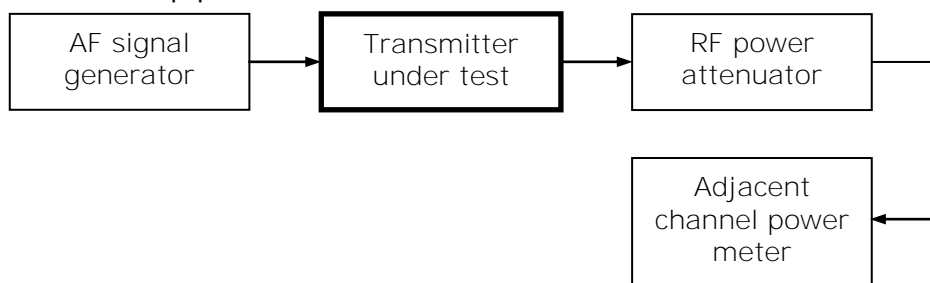 AF signal
generator
Transmitter
under test
RF power
attenuator
Adjacent
channel power
meter